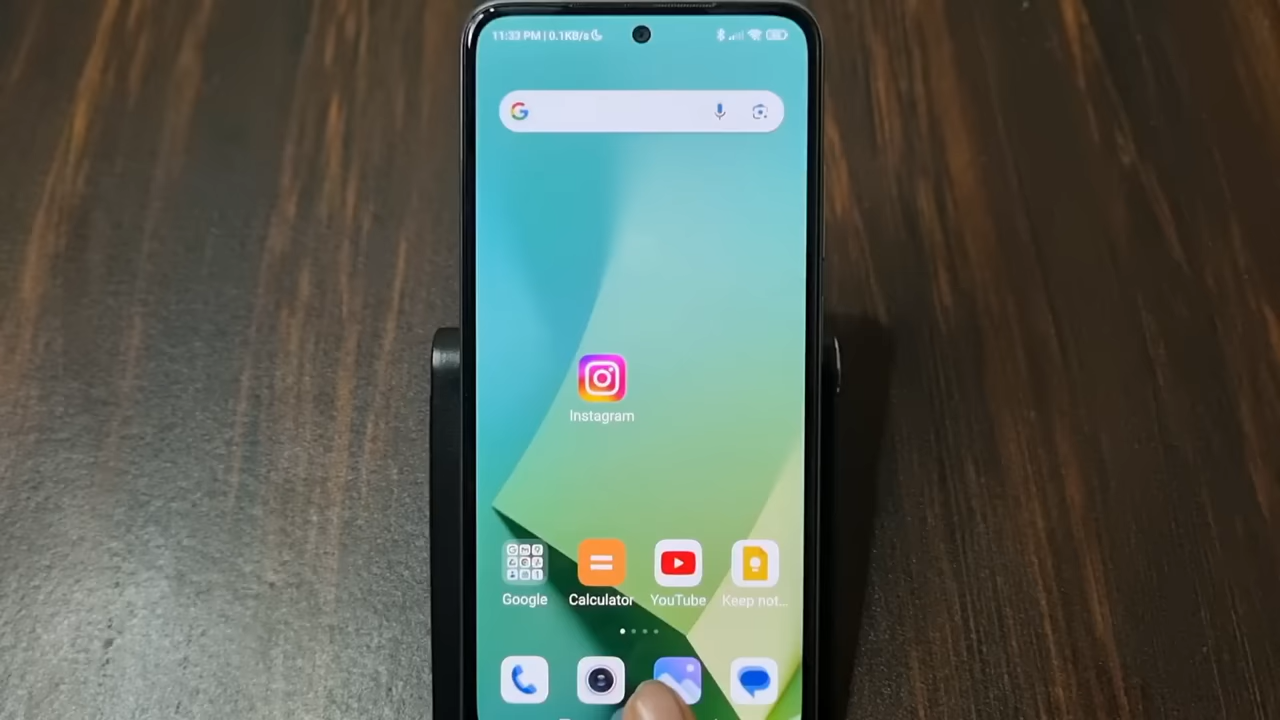 11:33 PM | 0.1KB/s
Instagram
Google
Calculator
YouTube
Keep not...